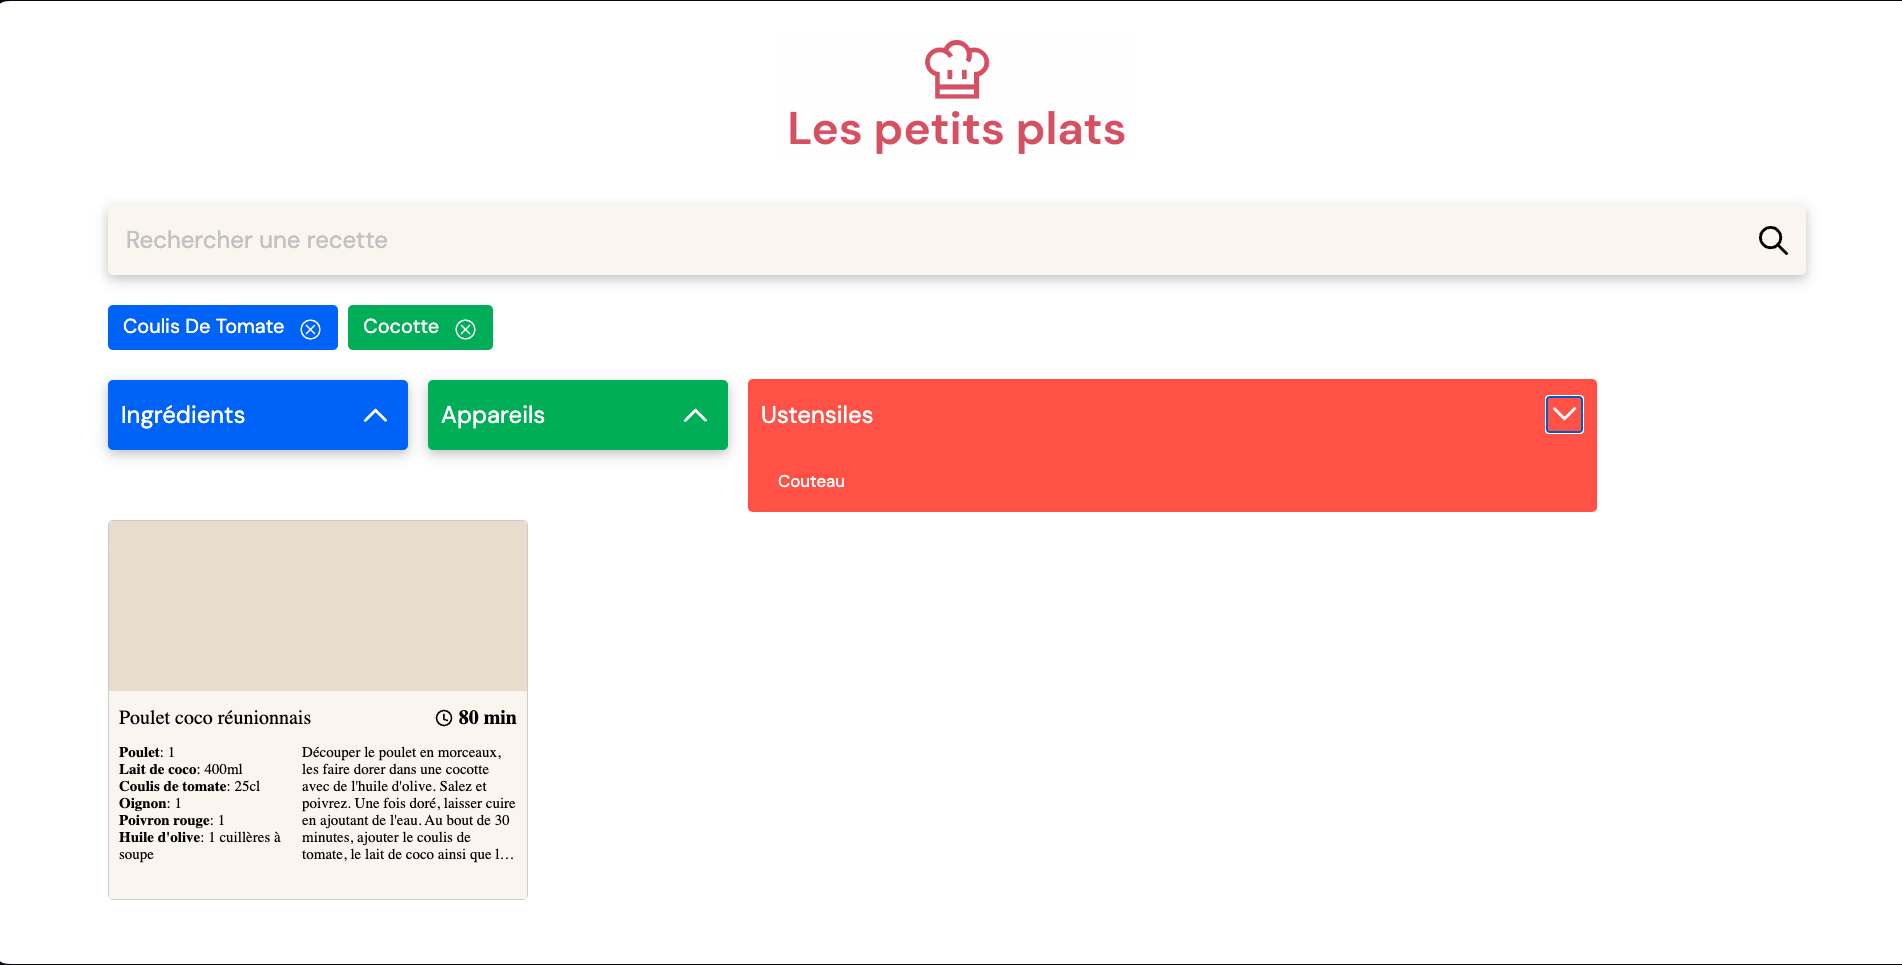 Les petits plats
Rechercher une recette
Coulis De Tomate
Cocotte
Ingrédients
Appareils
Ustensiles
Couteau
Poulet coco réunionnais
80 min
Poulet: 1
Lait de coco: 400ml
Coulis de tomate: 25cl
Oignon: 1
Poivron rouge: 1
Huile d'olive: 1 cuillères à
soupe
Découper le poulet en morceaux,
les faire dorer dans une cocotte
avec de l'huile d'olive. Salez et
poivrez. Une fois doré, laisser cuire
en ajoutant de l'eau. Au bout de 30
minutes, ajouter le coulis de
tomate, le lait de coco ainsi que l…